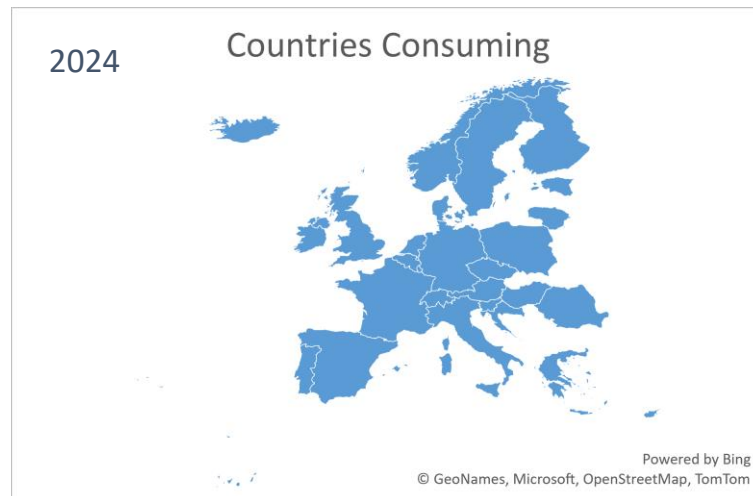 2024
Countries Consuming
Powered by Bing
© GeoNames, Microsoft, OpenStreetMap, TomTom